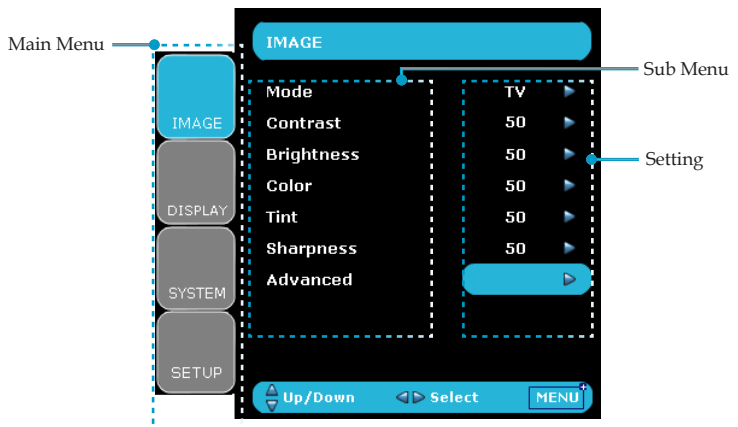 Main Menu
IMAGE
Sub Menu
Setting
IMAGE
DISPLAY
SYSTEM
SETUP
Mode TV
Contrast 50
Brightness 50
Color 50
Tint 50
Sharpness 50
Advanced
Up/Down Select MENU